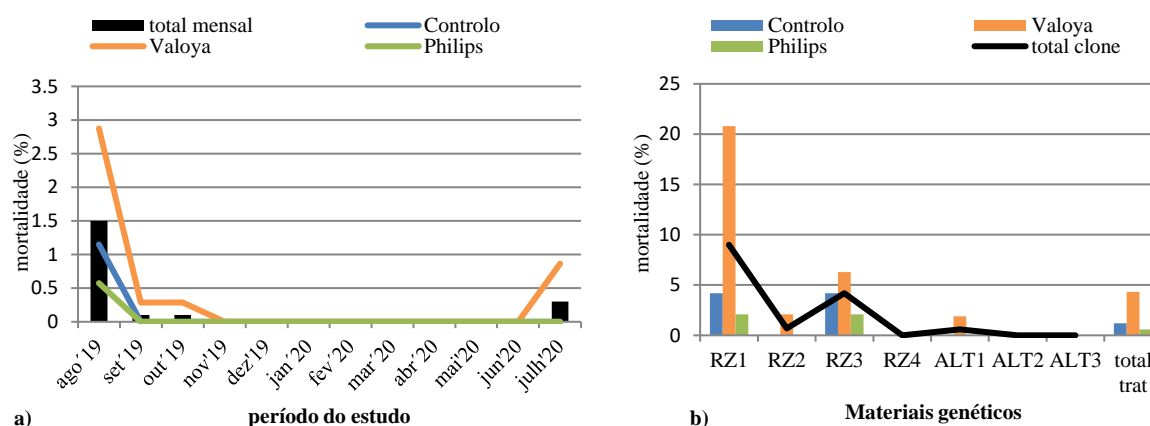 total mensal Controlo
Valoya Philips
3.5
3
2.5
2
1.5
1
0.5
0
mortalidade (%)
ago´19 set´19 out´19 nov'19 dez'19 jan'20 fev´20 mar´20 abr´20 mai´20 jun´20 julh'20
período do estudo
a)
Controlo Valoya
Philips total clone
25
20
15
10
5
0
mortalidade (%)
RZ1 RZ2 RZ3 RZ4 ALT1 ALT2 ALT3 total
trat
Materiais genéticos
b)